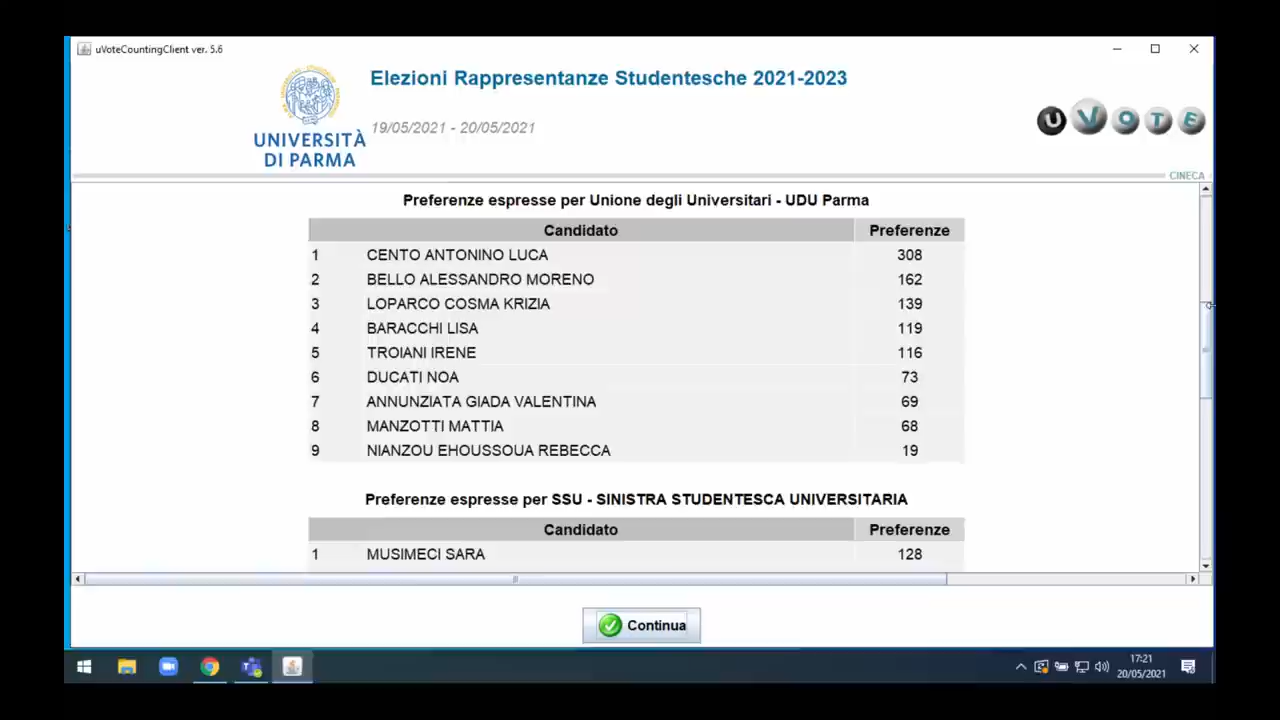 uVoteCountingClient ver. 5.6
Elezioni Rappresentanze Studentesche 2021-2023
19/05/2021 - 20/05/2021
UNIVERSITÀ
DI PARMA
U V O T E
CINECA
Preferenze espresse per Unione degli Universitari - UDU Parma
Candidato Preferenze
1 CENTO ANTONINO LUCA 308
2 BELLO ALESSANDRO MORENO 162
3 LOPARCO COSMA KRIZIA 139
4 BARACCHI LISA 119
5 TROIANI IRENE 116
6 DUCATI NOA 73
7 ANNUNZIATA GIADA VALENTINA 69
8 MANZOTTI MATTIA 68
9 NIANZOU EHOUSSOUA REBECCA 19
Preferenze espresse per SSU - SINISTRA STUDENTESCA UNIVERSITARIA
Candidato Preferenze
1 MUSIMECI SARA 128
Continua
17:21
20/05/2021